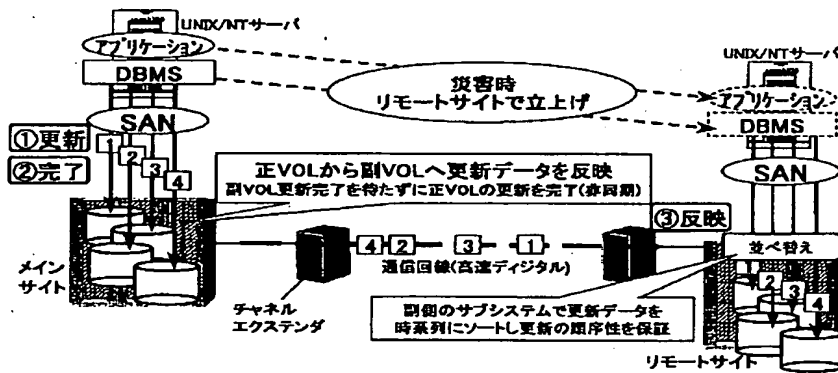 UNIX/NTサーバ
アプリケーション
DBMS
SAN
①更新
②完了
1
2
3
4
災害時
リモートサイトで立上げ
UNIX/NTサーバ
アプリケーション
DBMS
SAN
正VOLから副VOLへ更新データを反映
副VOL更新完了を待たずに正VOLの更新を完了(非同期)
③反映
並べ替え
4
2
3
1
通信回線(高速ディジタル)
メイン
サイト
チャネル
エクステンダ
副側のサブシステムで更新データを
時系列にソートし更新の順序性を保証
2
3
4
リモートサイト